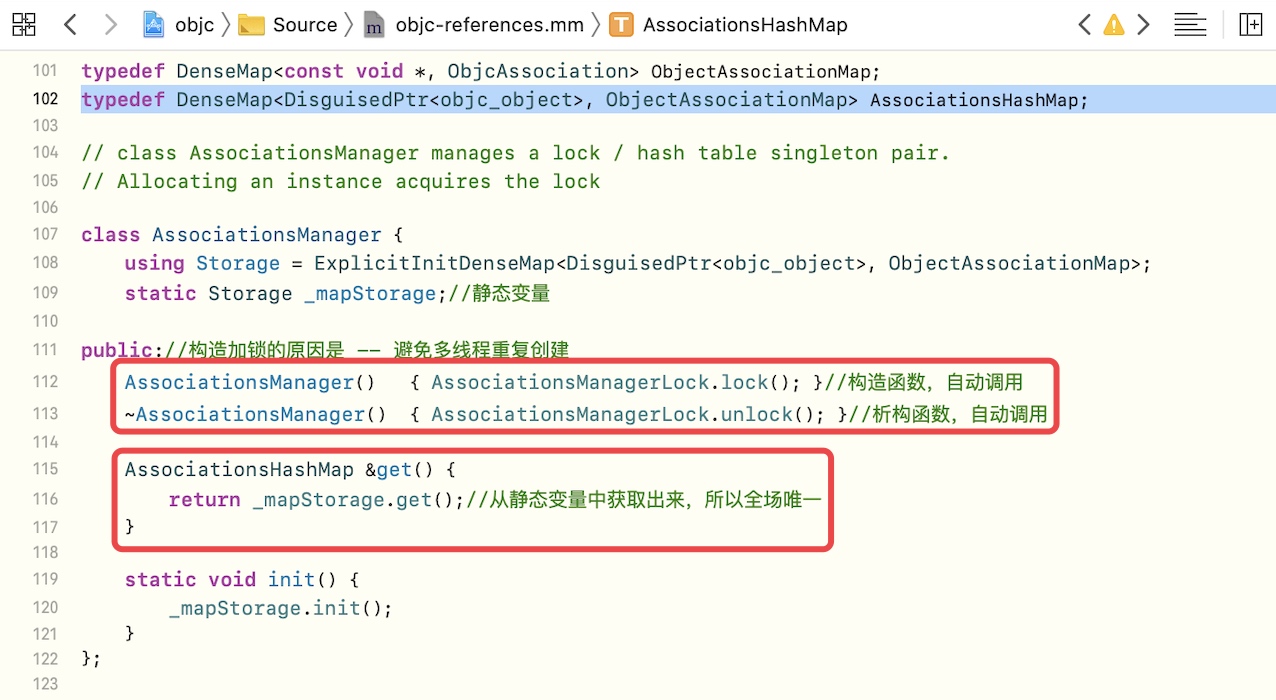 objc Source m objc-references.mm T AssociationsHashMap
101 typedef DenseMap<const void *, ObjcAssociation> ObjectAssociationMap;
102 typedef DenseMap<DisguisedPtr<objc_object>, ObjectAssociationMap> AssociationsHashMap;
103
104 // class AssociationsManager manages a lock / hash table singleton pair.
105 // Allocating an instance acquires the lock
106
107 class AssociationsManager {
108     using Storage = ExplicitInitDenseMap<DisguisedPtr<objc_object>, ObjectAssociationMap>;
109     static Storage _mapStorage;//静态变量
110
111 public://构造加锁的原因是 -- 避免多线程重复创建
112     AssociationsManager()   { AssociationsManagerLock.lock(); }//构造函数，自动调用
113     ~AssociationsManager()  { AssociationsManagerLock.unlock(); }//析构函数，自动调用
114
115     AssociationsHashMap &get() {
116         return _mapStorage.get();//从静态变量中获取出来，所以全场唯一
117     }
118
119     static void init() {
120         _mapStorage.init();
121     }
122 };
123